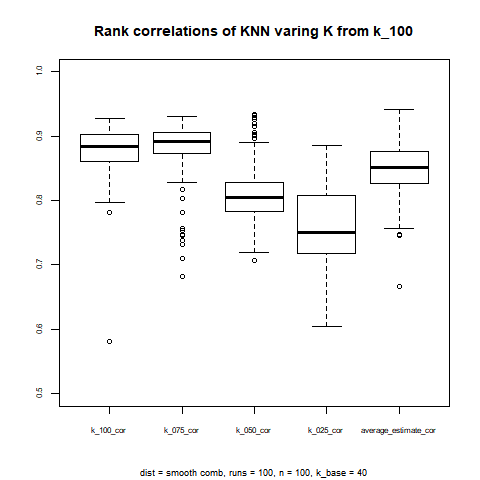 Rank correlations of KNN varing K from k_100
1.0
0.9
0.8
0.7
0.6
0.5
k_100_cor k_075_cor k_050_cor k_025_cor average_estimate_cor
dist = smooth comb, runs = 100, n = 100, k_base = 40